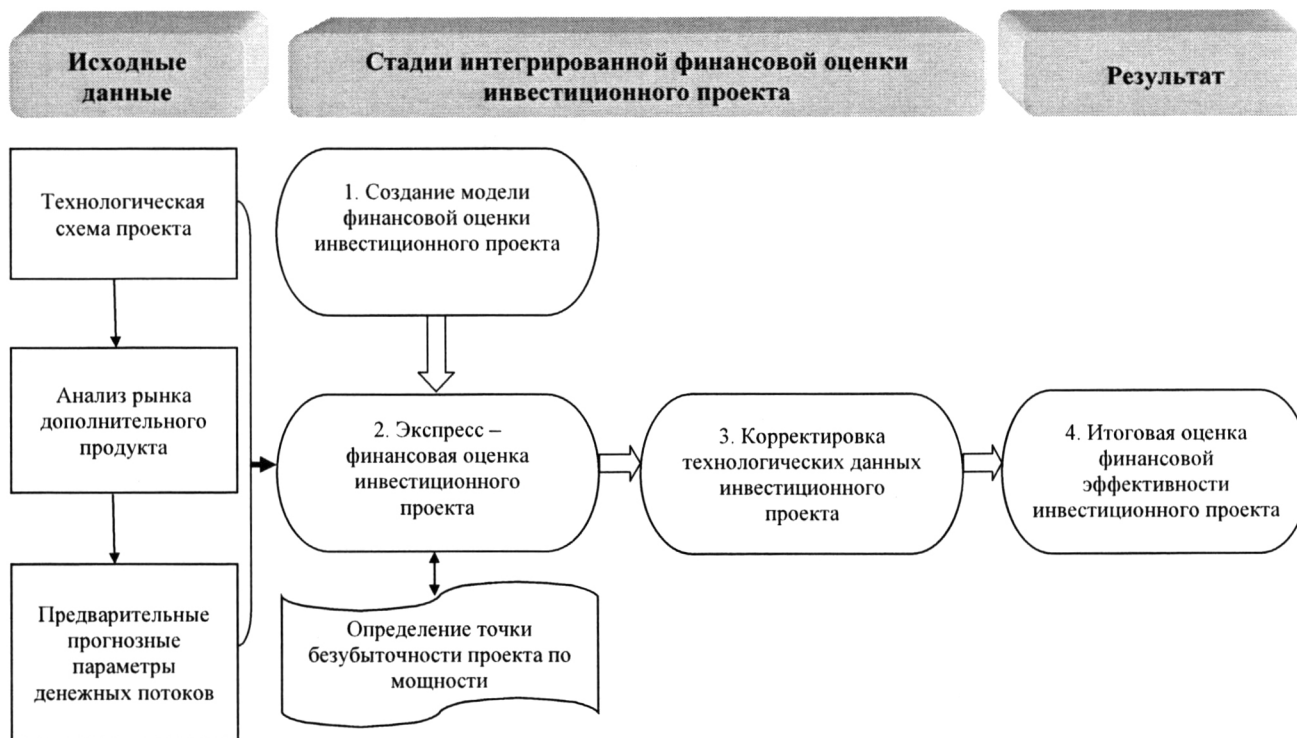 Исходные
данные
Стадии интегрированной финансовой оценки
инвестиционного проекта
Результат
Технологическая
схема проекта
Анализ рынка
дополнительного
продукта
Предварительные
прогнозные
параметры
денежных потоков
1. Создание модели
финансовой оценки
инвестиционного проекта
2. Экспресс –
финансовая оценка
инвестиционного
проекта
Определение точки
безубыточности проекта по
мощности
3. Корректировка
технологических данных
инвестиционного
проекта
4. Итоговая оценка
финансовой
эффективности
инвестиционного проекта